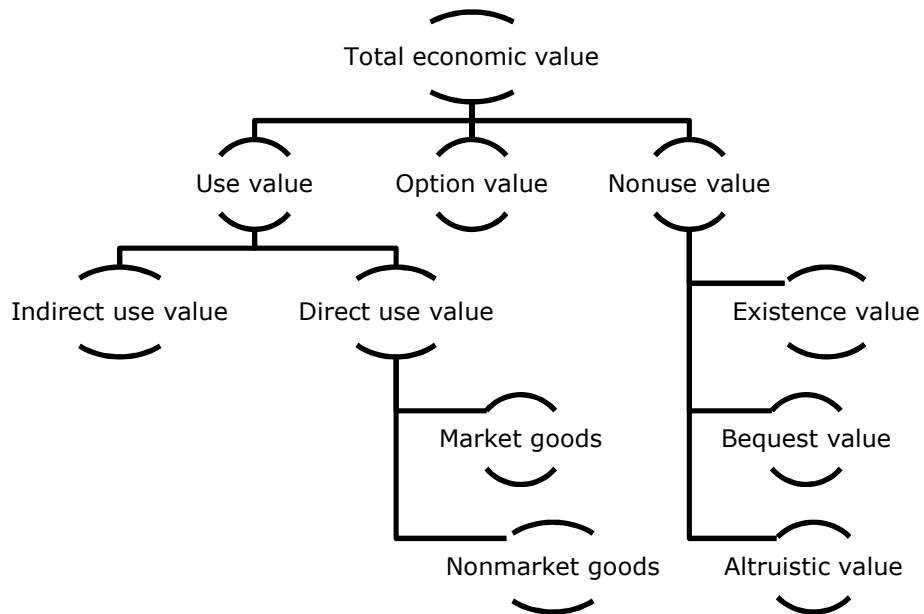 Total economic value
Use value
Option value
Nonuse value
Indirect use value
Direct use value
Existence value
Market goods
Bequest value
Nonmarket goods
Altruistic value